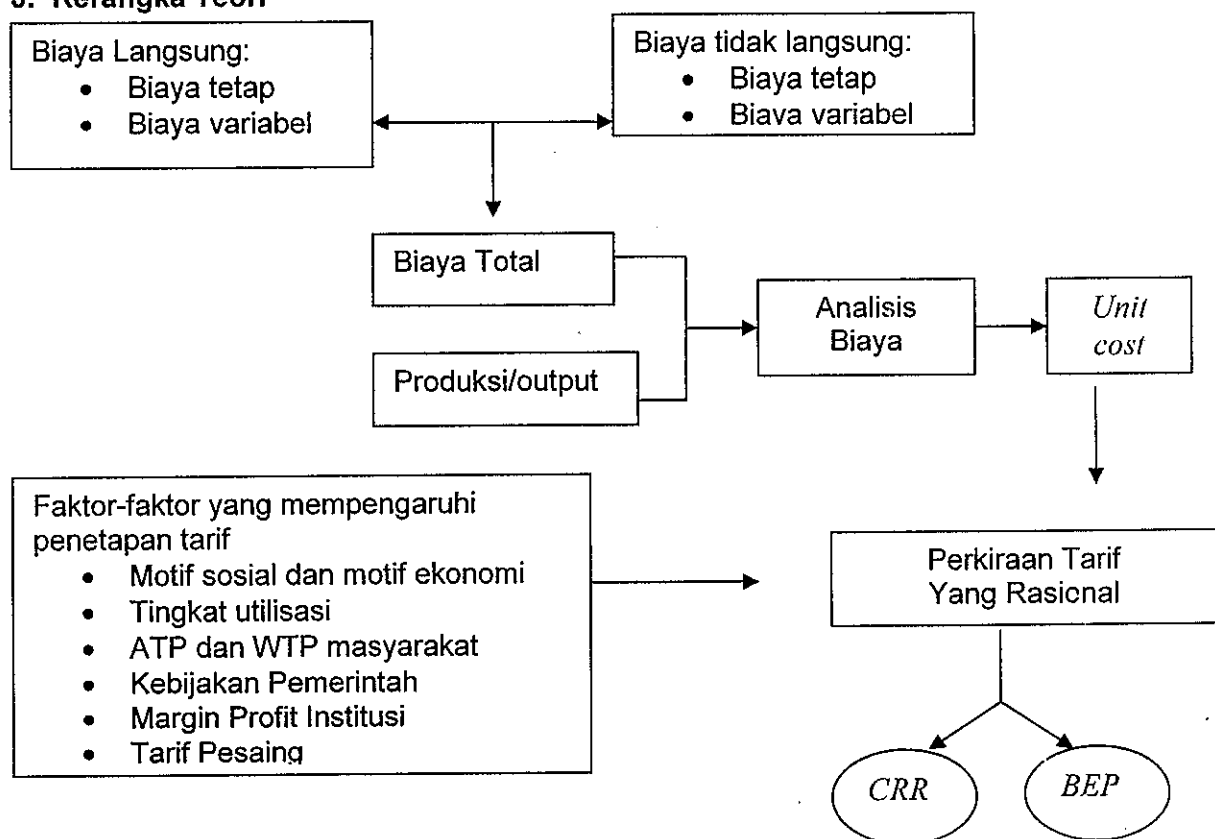 Biaya Langsung:
• Biaya tetap
• Biaya variabel
Biaya tidak langsung:
• Biaya tetap
• Biava variabel
Biaya Total
Produksi/output
Analisis
Biaya
Unit
cost
Faktor-faktor yang mempengaruhi
penetapan tarif
• Motif sosial dan motif ekonomi
• Tingkat utilisasi
• ATP dan WTP masyarakat
• Kebijakan Pemerintah
• Margin Profit Institusi
• Tarif Pesaing
Perkiraan Tarif
Yang Rasional
CRR
BEP